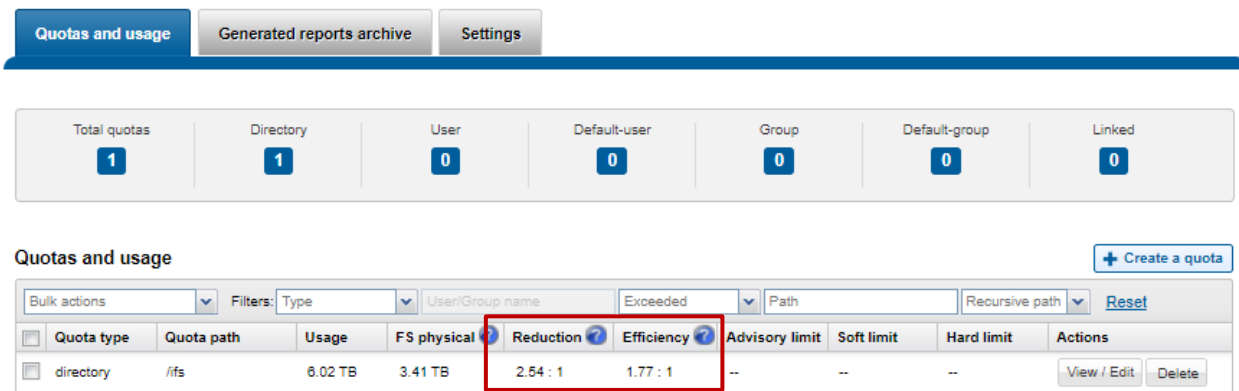 Quotas and usage Generated reports archive Settings
Total quotas Directory User Default-user Group Default-group Linked
1 1 0 0 0 0 0
Quotas and usage + Create a quota
Bulk actions Filters: Type User/Group name Exceeded Path Recursive path Reset
Quota type Quota path Usage FS physical ? Reduction ? Efficiency ? Advisory limit Soft limit Hard limit Actions
directory /ifs 6.02 TB 3.41 TB 2.54 : 1 1.77 : 1 -- -- -- View / Edit Delete